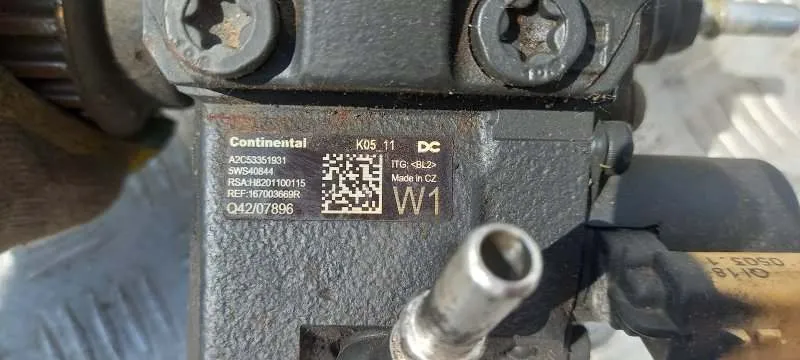 Continental K05_11 DC
A2C53351931
5WS40844 ITG: <BL2>
RSA:H8201100115 Made in CZ
REF:167003669R
Q42/07896 W1